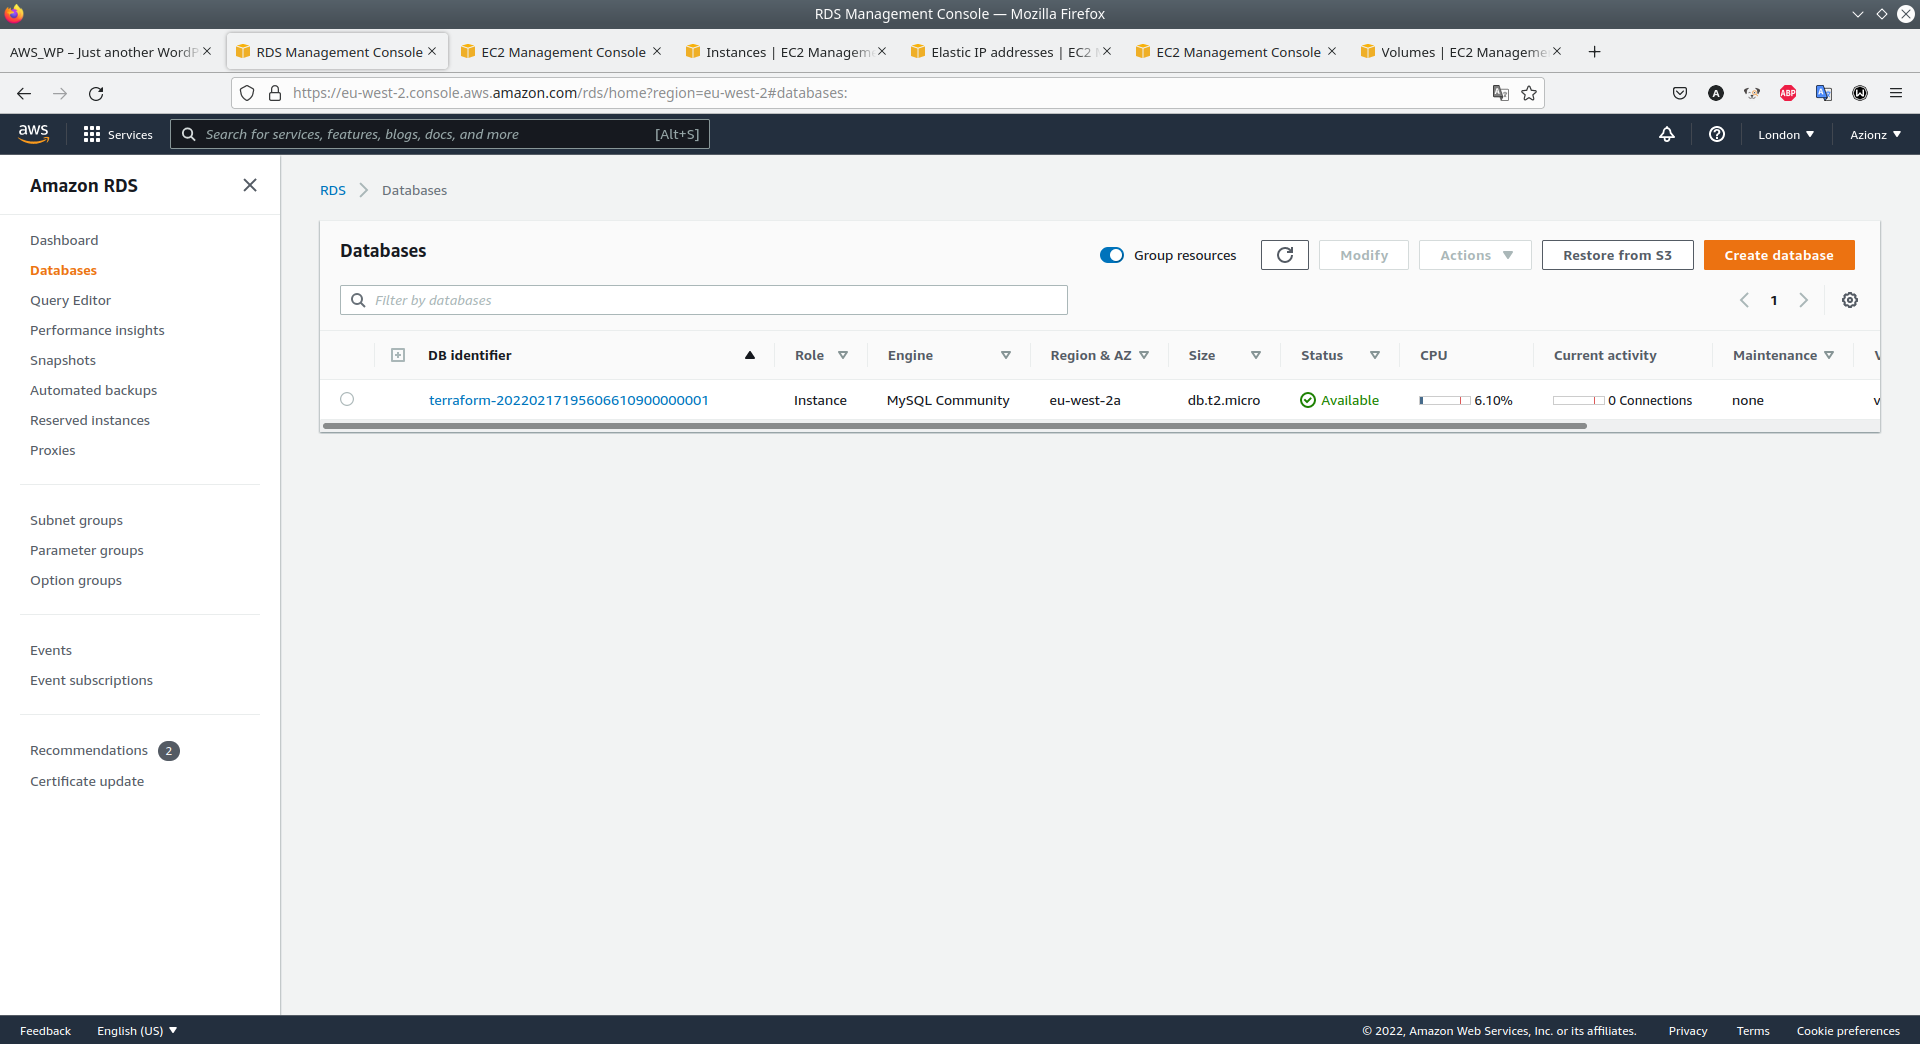 RDS Management Console — Mozilla Firefox
AWS_WP – Just another WordP
RDS Management Console
EC2 Management Console
Instances | EC2 Managem
Elastic IP addresses | EC2
EC2 Management Console
Volumes | EC2 Manageme
https://eu-west-2.console.aws.amazon.com/rds/home?region=eu-west-2#databases:
A
ABP
aws
Services
Search for services, features, blogs, docs, and more
[Alt+S]
London
Azionz
Amazon RDS
Dashboard
Databases
Query Editor
Performance insights
Snapshots
Automated backups
Reserved instances
Proxies
Subnet groups
Parameter groups
Option groups
Events
Event subscriptions
Recommendations 2
Certificate update
RDS Databases
Databases
Group resources
Modify
Actions
Restore from S3
Create database
Filter by databases
1
DB identifier Role Engine Region & AZ Size Status CPU Current activity Maintenance V
terraform-20220217195606610900000001 Instance MySQL Community eu-west-2a db.t2.micro Available 6.10% 0 Connections none v
Feedback English (US) © 2022, Amazon Web Services, Inc. or its affiliates. Privacy Terms Cookie preferences